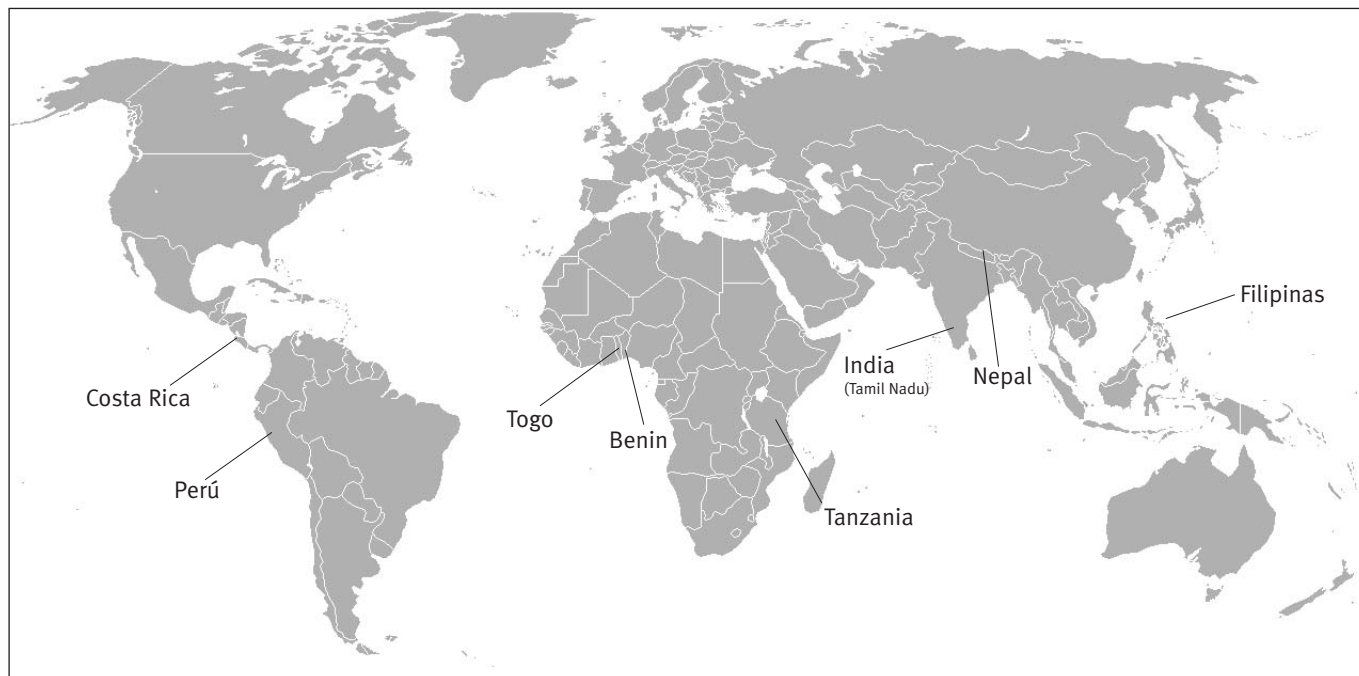 Filipinas
India
(Tamil Nadu)
Nepal
Costa Rica
Togo
Benin
Perú
Tanzania